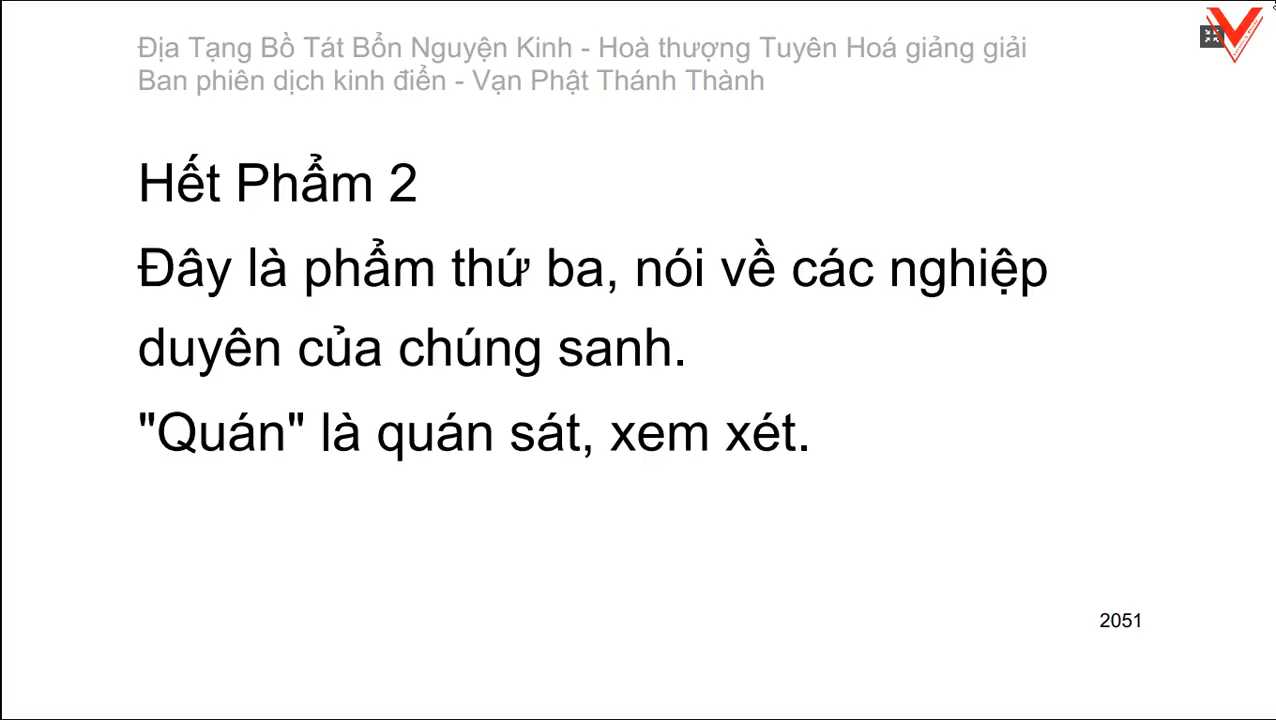 Địa Tạng Bồ Tát Bổn Nguyện Kinh - Hoà thượng Tuyên Hoá giảng giải
Ban phiên dịch kinh điển - Vạn Phật Thánh Thành
Hết Phẩm 2
Đây là phẩm thứ ba, nói về các nghiệp
duyên của chúng sanh.
"Quán" là quán sát, xem xét.
2051